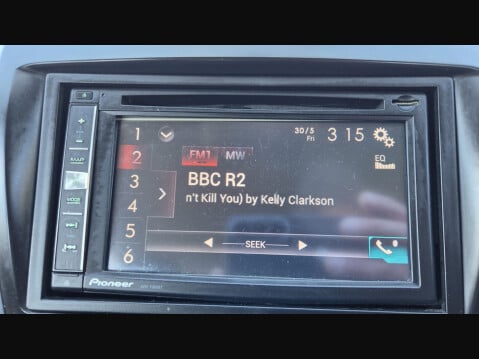 1
30/5
Fri
3 15
2
FM1 MW
EQ
3
BBC R2
n't Kill You) by Kelly Clarkson
4
5
SEEK
6
Pioneer
MODE